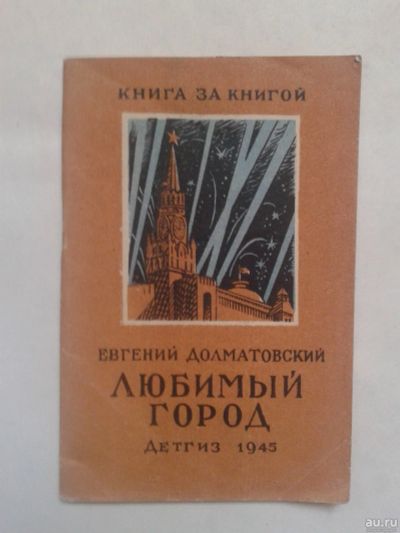 КНИГА ЗА КНИГОЙ
ЕВГЕНИЙ ДОЛМАТОВСКИЙ
ЛЮБИМЫЙ
ГОРОД
ДЕТГИЗ 1945
au.ru